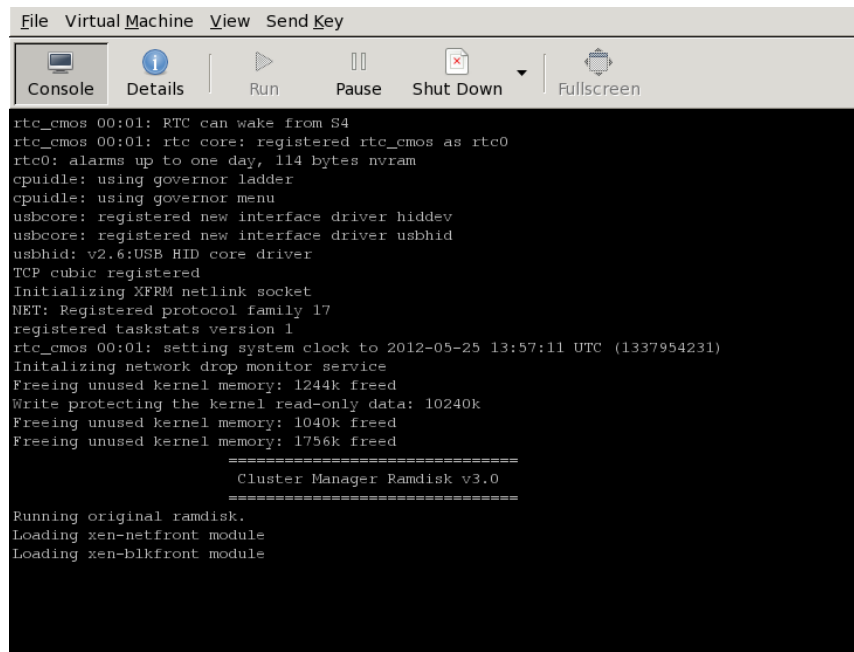 File Virtual Machine View Send Key
Console Details Run Pause Shut Down Fullscreen
rtc_cmos 00:01: RTC can wake from S4
rtc_cmos 00:01: rtc core: registered rtc_cmos as rtc0
rtc0: alarms up to one day, 114 bytes nvram
cpuidle: using governor ladder
cpuidle: using governor menu
usbcore: registered new interface driver hiddev
usbcore: registered new interface driver usbhid
usbhid: v2.6:USB HID core driver
TCP cubic registered
Initializing XFRM netlink socket
NET: Registered protocol family 17
registered taskstats version 1
rtc_cmos 00:01: setting system clock to 2012-05-25 13:57:11 UTC (1337954231)
Initalizing network drop monitor service
Freeing unused kernel memory: 1244k freed
Write protecting the kernel read-only data: 10240k
Freeing unused kernel memory: 1040k freed
Freeing unused kernel memory: 1756k freed
===============================
Cluster Manager Ramdisk v3.0
===============================
Running original ramdisk.
Loading xen-netfront module
Loading xen-blkfront module